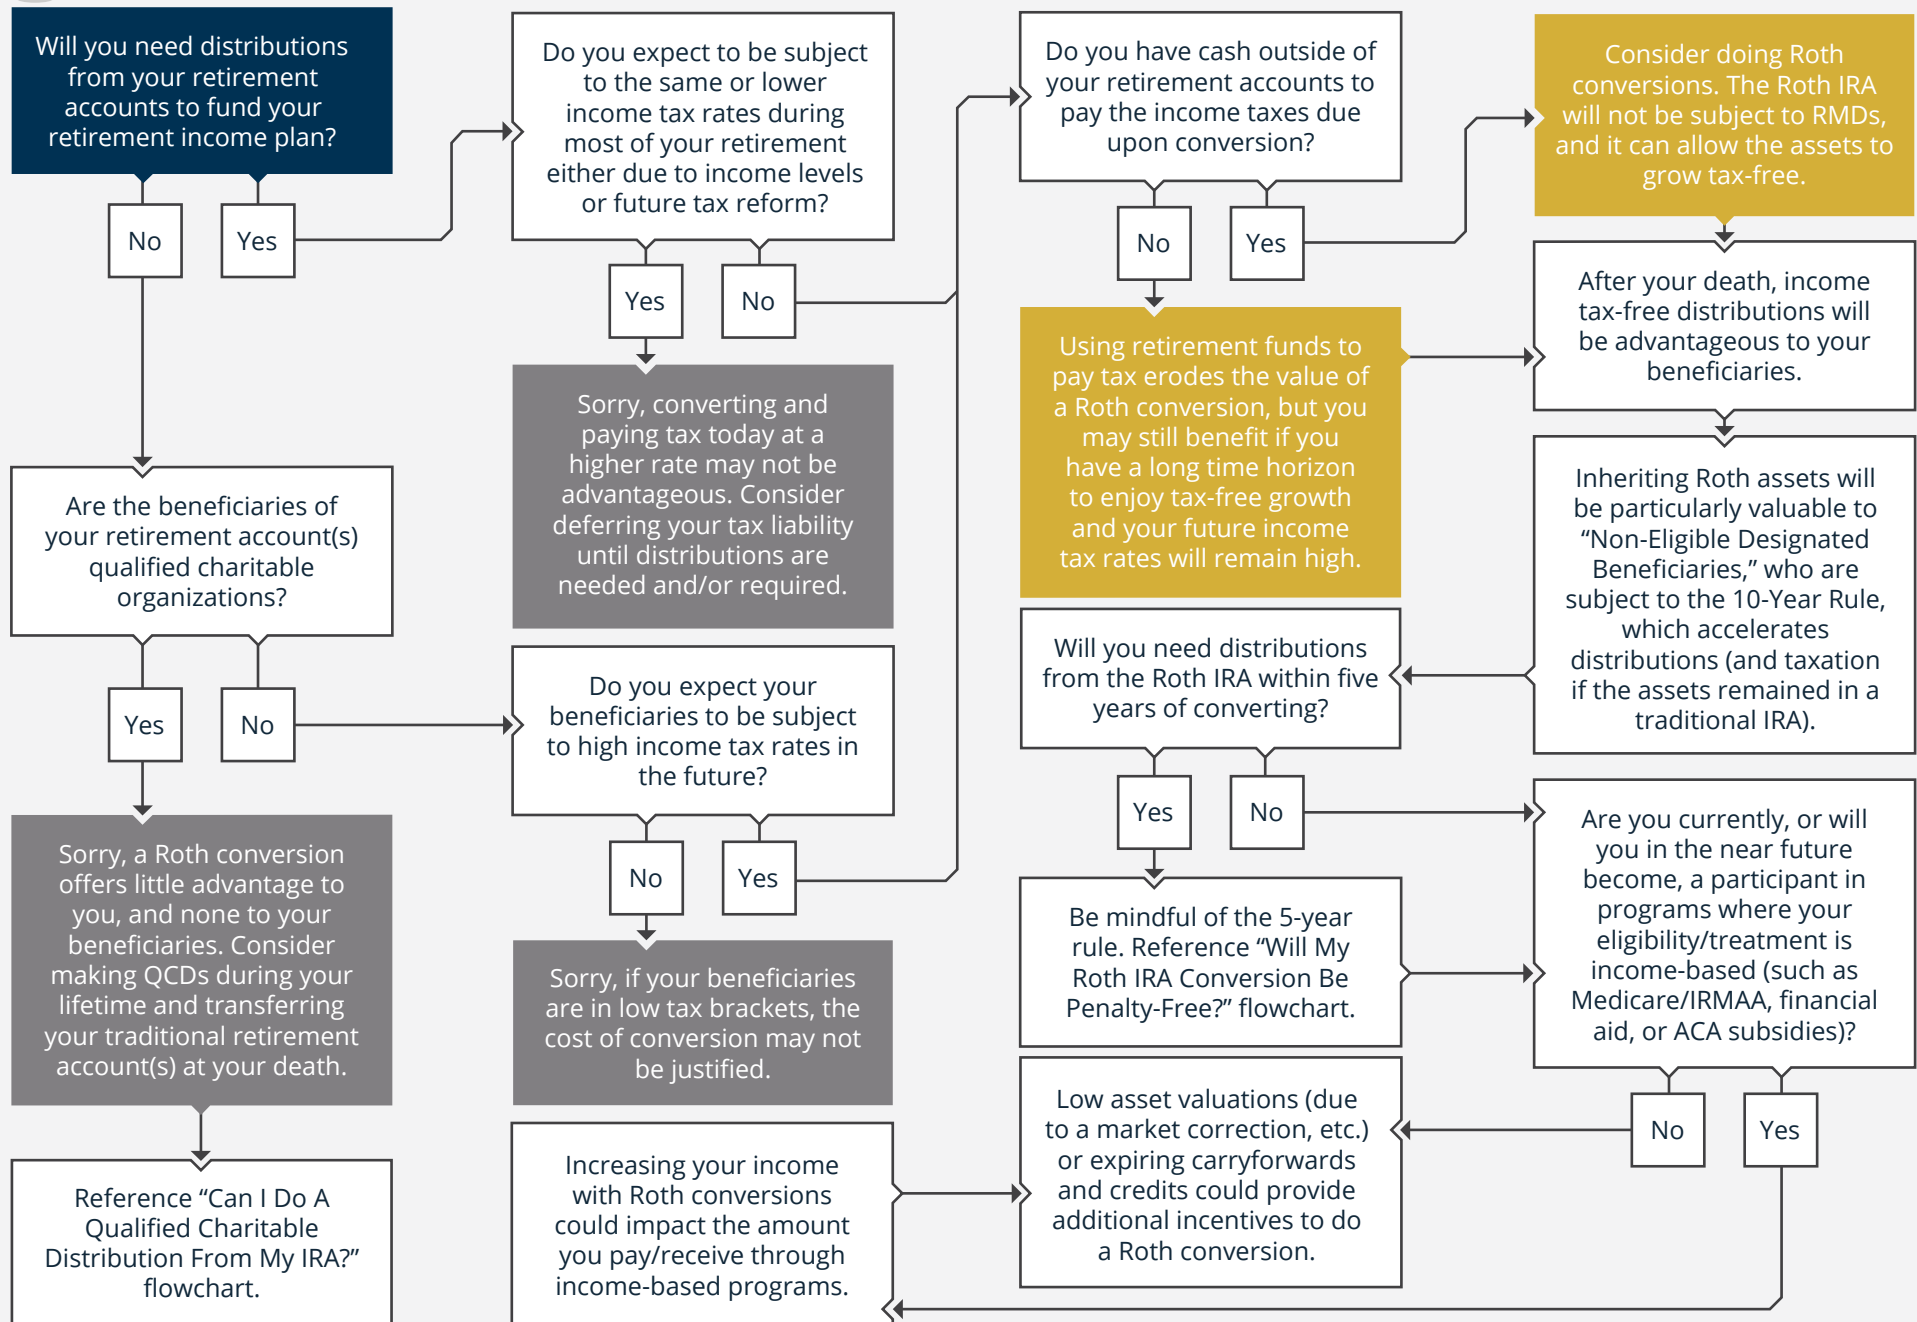 Will you need distributions
from your retirement
accounts to fund your
retirement income plan?
No
Yes
Do you expect to be subject
to the same or lower
income tax rates during
most of your retirement
either due to income levels
or future tax reform?
Yes
No
Sorry, converting and
paying tax today at a
higher rate may not be
advantageous. Consider
deferring your tax liability
until distributions are
needed and/or required.
Are the beneficiaries of
your retirement account(s)
qualified charitable
organizations?
Yes
No
Sorry, a Roth conversion
offers little advantage to
you, and none to your
beneficiaries. Consider
making QCDs during your
lifetime and transferring
your traditional retirement
account(s) at your death.
Reference “Can I Do A
Qualified Charitable
Distribution From My IRA?”
flowchart.
Do you expect your
beneficiaries to be subject
to high income tax rates in
the future?
No
Yes
Sorry, if your beneficiaries
are in low tax brackets, the
cost of conversion may not
be justified.
Do you have cash outside of
your retirement accounts to
pay the income taxes due
upon conversion?
No
Yes
Using retirement funds to
pay tax erodes the value of
a Roth conversion, but you
may still benefit if you
have a long time horizon
to enjoy tax-free growth
and your future income
tax rates will remain high.
Consider doing Roth
conversions. The Roth IRA
will not be subject to RMDs,
and it can allow the assets to
grow tax-free.
After your death, income
tax-free distributions will
be advantageous to your
beneficiaries.
Inheriting Roth assets will
be particularly valuable to
“Non-Eligible Designated
Beneficiaries,” who are
subject to the 10-Year Rule,
which accelerates
distributions (and taxation
if the assets remained in a
traditional IRA).
Will you need distributions
from the Roth IRA within five
years of converting?
Yes
No
Be mindful of the 5-year
rule. Reference “Will My
Roth IRA Conversion Be
Penalty-Free?” flowchart.
Are you currently, or will
you in the near future
become, a participant in
programs where your
eligibility/treatment is
income-based (such as
Medicare/IRMAA, financial
aid, or ACA subsidies)?
No
Yes
Increasing your income
with Roth conversions
could impact the amount
you pay/receive through
income-based programs.
Low asset valuations (due
to a market correction, etc.)
or expiring carryforwards
and credits could provide
additional incentives to do
a Roth conversion.